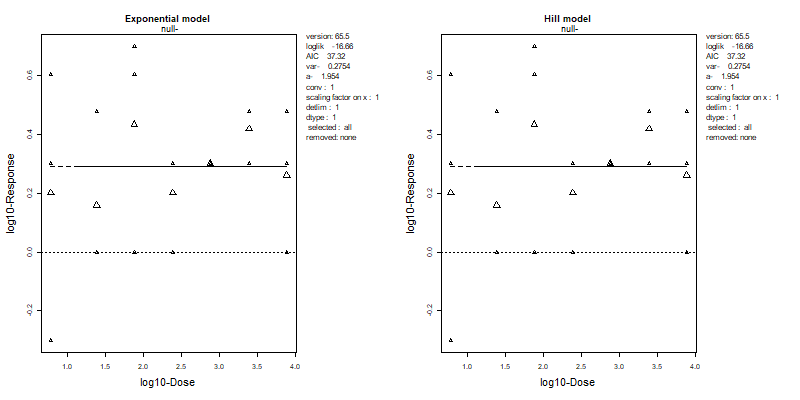 Exponential model
null-
version: 65.5
loglik -16.66
AIC 37.32
var- 0.2754
a- 1.954
conv : 1
scaling factor on x : 1
detlim : 1
dtype : 1
selected : all
removed: none
log10-Response
0.6
0.4
0.2
0.0
-0.2
1.0 1.5 2.0 2.5 3.0 3.5 4.0
log10-Dose
Hill model
null-
version: 65.5
loglik -16.66
AIC 37.32
var- 0.2754
a- 1.954
conv : 1
scaling factor on x : 1
detlim : 1
dtype : 1
selected : all
removed: none
log10-Response
0.6
0.4
0.2
0.0
-0.2
1.0 1.5 2.0 2.5 3.0 3.5 4.0
log10-Dose